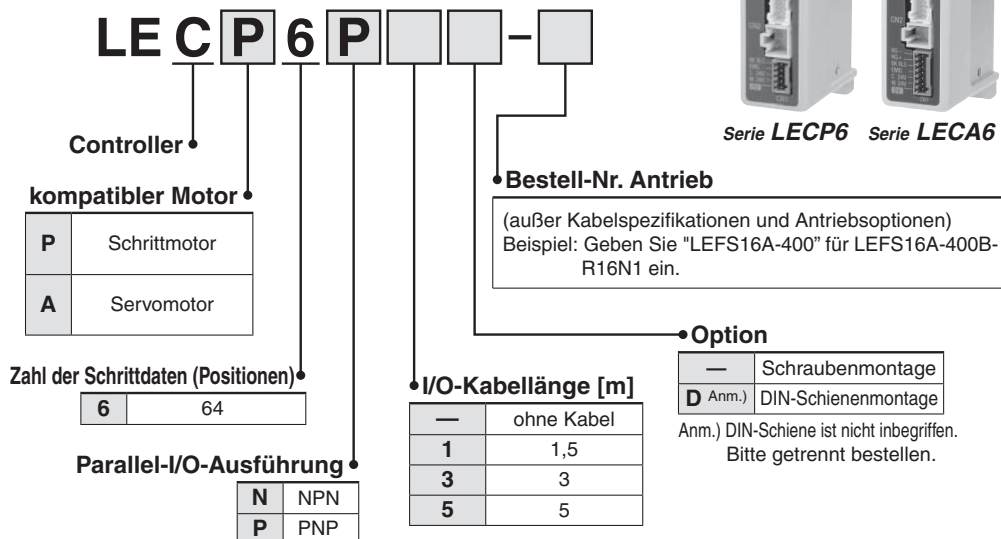 LE C P 6 P –
Serie LECP6 Serie LECA6
Controller
kompatibler Motor
P Schrittmotor
A Servomotor
Zahl der Schrittdaten (Positionen)
6 64
Parallel-I/O-Ausführung
N NPN
P PNP
I/O-Kabellänge [m]
— ohne Kabel
1 1,5
3 3
5 5
Option
— Schraubenmontage
D Anm.) DIN-Schienenmontage
Anm.) DIN-Schiene ist nicht inbegriffen.
Bitte getrennt bestellen.
Bestell-Nr. Antrieb
(außer Kabelspezifikationen und Antriebsoptionen)
Beispiel: Geben Sie "LEFS16A-400” für LEFS16A-400B-
R16N1 ein.